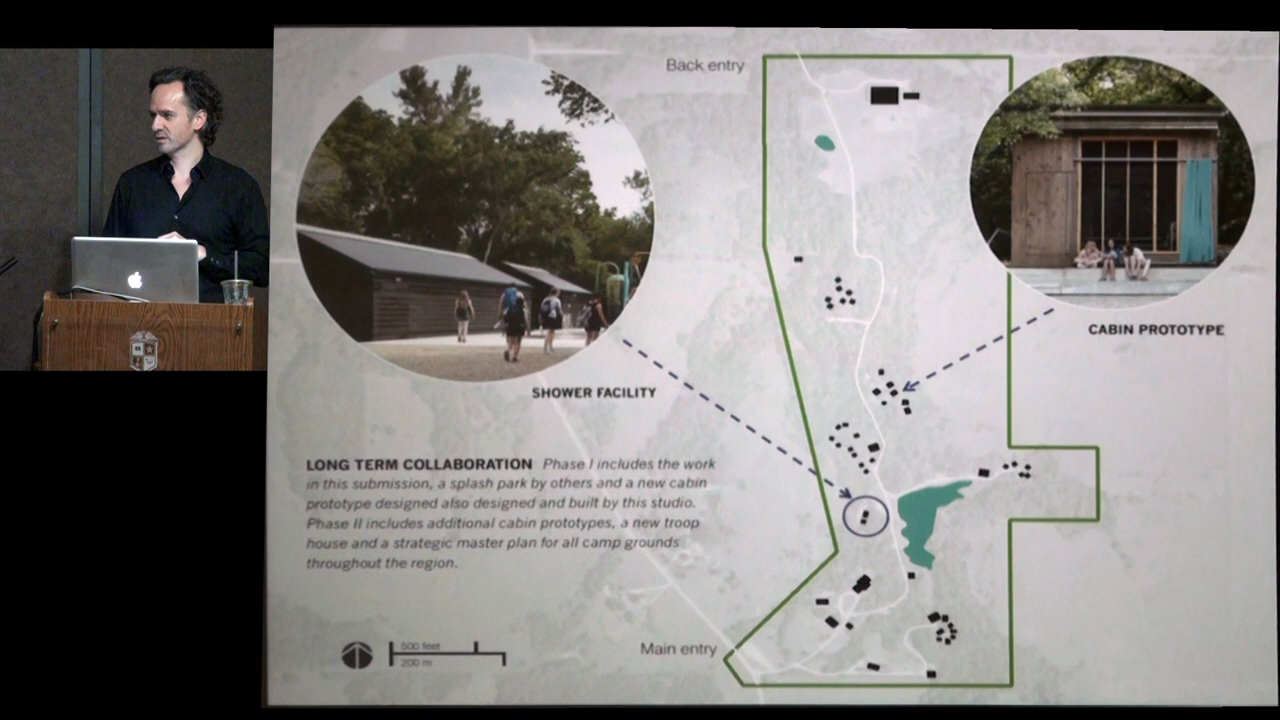 Back entry
CABIN PROTOTYPE
SHOWER FACILITY
LONG TERM COLLABORATION Phase I includes the work
in this submission, a splash park by others and a new cabin
prototype designed also designed and built by this studio.
Phase II includes additional cabin prototypes, a new troop
house and a strategic master plan for all camp grounds
throughout the region.
Main entry
500 feet
200 m